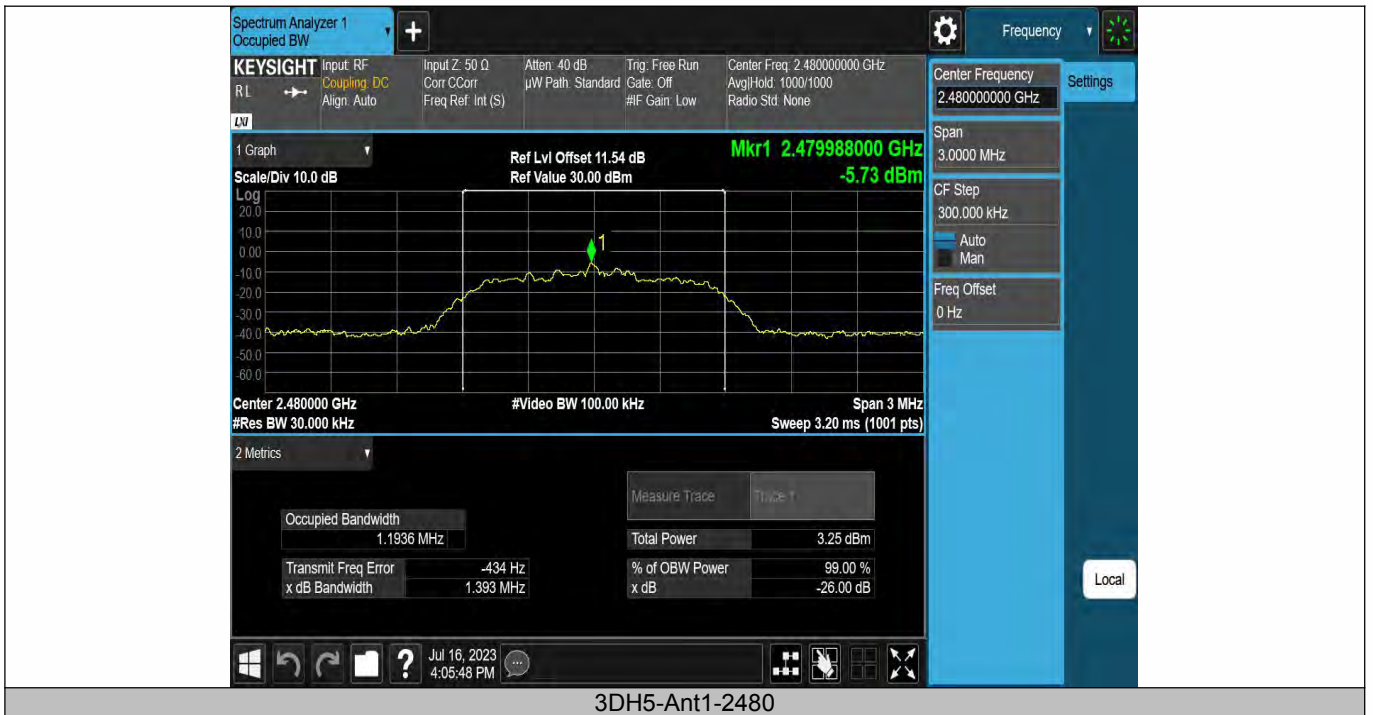 Spectrum Analyzer 1
Occupied BW
+
Frequency
KEYSIGHT
RL
LXI
Input: RF
Coupling: DC
Align: Auto
Input Z: 50 Ω
Corr CCorr
Freq Ref: Int (S)
Atten: 40 dB
µW Path: Standard
Trig: Free Run
Gate: Off
#IF Gain: Low
Center Freq: 2.480000000 GHz
Avg|Hold: 1000/1000
Radio Std: None
Center Frequency
2.480000000 GHz
Settings
Span
3.0000 MHz
CF Step
300.000 kHz
Auto
Man
Freq Offset
0 Hz
Local
1 Graph
Scale/Div 10.0 dB
Ref Lvl Offset 11.54 dB
Ref Value 30.00 dBm
Mkr1 2.479988000 GHz
-5.73 dBm
Log
20.0
10.0
0.00
-10.0
-20.0
-30.0
-40.0
-50.0
-60.0
1
Center 2.480000 GHz
#Res BW 30.000 kHz
#Video BW 100.00 kHz
Span 3 MHz
Sweep 3.20 ms (1001 pts)
2 Metrics
Measure Trace Trace 1
Occupied Bandwidth
1.1936 MHz
Total Power 3.25 dBm
Transmit Freq Error -434 Hz
% of OBW Power 99.00 %
x dB Bandwidth 1.393 MHz
x dB -26.00 dB
?
Jul 16, 2023
4:05:48 PM
3DH5-Ant1-2480